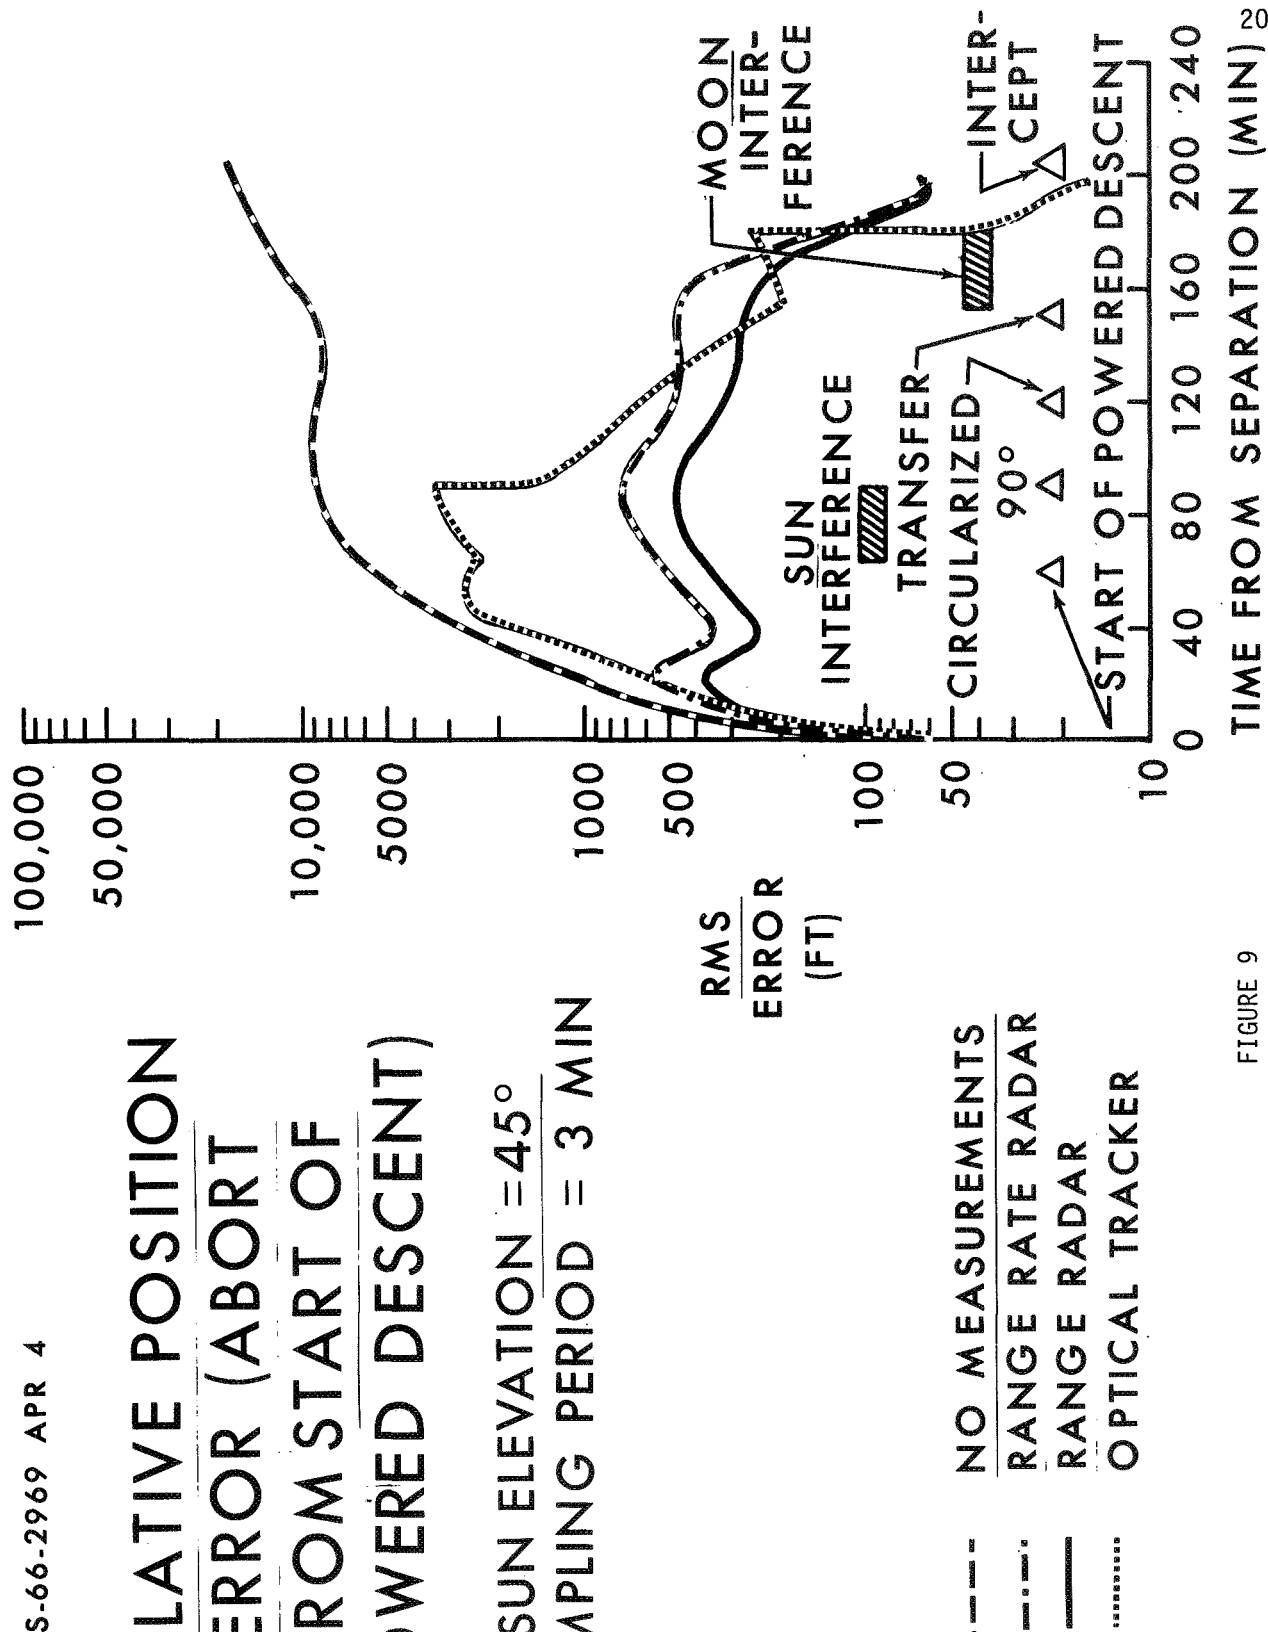 S-66-2969 APR 4
LATIVE POSITION
ERROR (ABORT
ROM START OF
OWERED DESCENT)
SUN ELEVATION =45°
MPLING PERIOD = 3 MIN
NO MEASUREMENTS
RANGE RATE RADAR
RANGE RADAR
OPTICAL TRACKER
RMS
ERROR
(FT)
100,000
50,000
10,000
5000
1000
500
100
50
10
MOON
INTER-
FERENCE
SUN
INTERFERENCE
TRANSFER
CIRCULARIZED
90°
INTER-
CEPT
START OF POWERED DESCENT
0 40 80 120 160 200 240
TIME FROM SEPARATION (MIN)
FIGURE 9
20